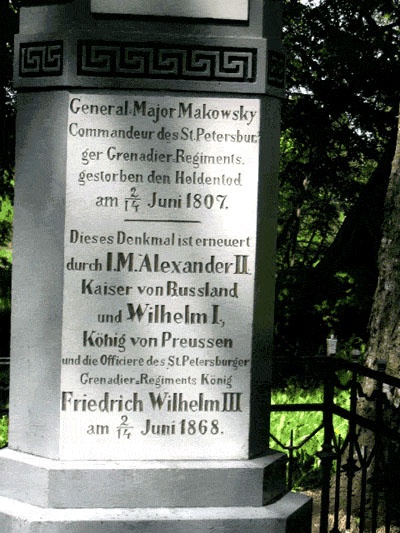 General-Major Makowsky
Commandeur des St. Petersbur-
ger Grenadier-Regiments.
gestorben den Heldentod
am 2/14 Juni 1807.
Dieses Denkmal ist erneuert
durch I.M. Alexander II.
Kaiser von Russland
und Wilhelm I.,
König von Preussen
und die Officiere des St. Petersburger
Grenadier-Regiments König
Friedrich Wilhelm III
am 2/14 Juni 1868.